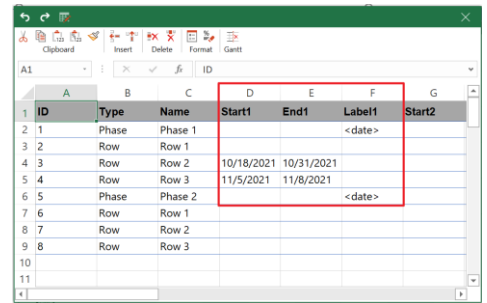 Clipboard Insert Delete Format Gantt
A1 fx ID
A B C D E F G
1 ID Type Name Start1 End1 Label1 Start2
2 1 Phase Phase 1 <date>
3 2 Row Row 1
4 3 Row Row 2 10/18/2021 10/31/2021
5 4 Row Row 3 11/5/2021 11/8/2021
6 5 Phase Phase 2 <date>
7 6 Row Row 1
8 7 Row Row 2
9 8 Row Row 3
10
11